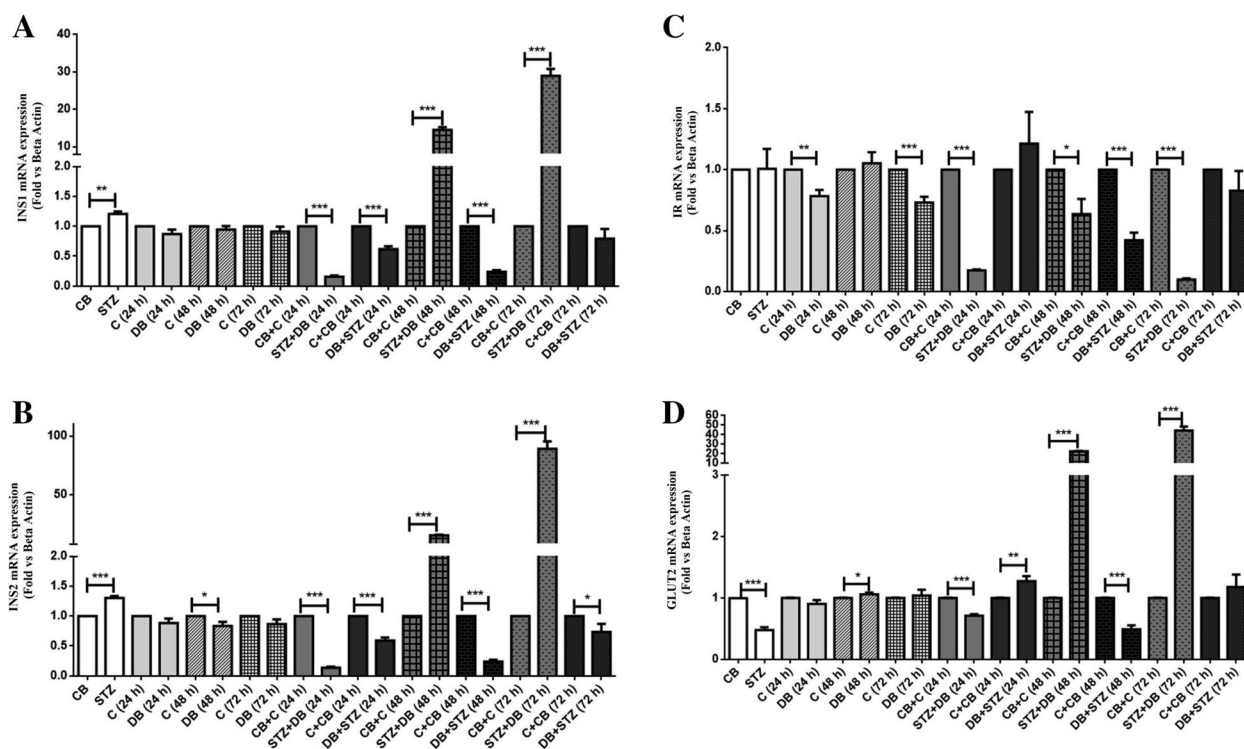 A
INS1 mRNA expression
(Fold vs Beta Actin)
40
30
20
10
2.0
1.5
1.0
0.5
0.0
**
***
***
***
***
***
CB
STZ
C (24 h)
DB (24 h)
C (48 h)
DB (48 h)
C (72 h)
DB (72 h)
CB+C (24 h)
STZ+DB (24 h)
C+CB (24 h)
DB+STZ (24 h)
CB+C (48 h)
STZ+DB (48 h)
C+CB (48 h)
DB+STZ (48 h)
CB+C (72 h)
STZ+DB (72 h)
C+CB (72 h)
DB+STZ (72 h)
C
IR mRNA expression
(Fold vs Beta Actin)
2.0
1.5
1.0
0.5
0.0
**
***
***
*
***
***
CB
STZ
C (24 h)
DB (24 h)
C (48 h)
DB (48 h)
C (72 h)
DB (72 h)
CB+C (24 h)
STZ+DB (24 h)
C+CB (24 h)
DB+STZ (24 h)
CB+C (48 h)
STZ+DB (48 h)
C+CB (48 h)
DB+STZ (48 h)
CB+C (72 h)
STZ+DB (72 h)
C+CB (72 h)
DB+STZ (72 h)
B
INS2 mRNA expression
(Fold vs Beta Actin)
100
50
2.0
1.5
1.0
0.5
0.0
***
*
***
***
***
***
***
*
CB
STZ
C (24 h)
DB (24 h)
C (48 h)
DB (48 h)
C (72 h)
DB (72 h)
CB+C (24 h)
STZ+DB (24 h)
C+CB (24 h)
DB+STZ (24 h)
CB+C (48 h)
STZ+DB (48 h)
C+CB (48 h)
DB+STZ (48 h)
CB+C (72 h)
STZ+DB (72 h)
C+CB (72 h)
DB+STZ (72 h)
D
GLUT2 mRNA expression
(Fold vs Beta Actin)
60
50
40
30
20
10
3
2
1
0
***
*
***
**
***
***
***
CB
STZ
C (24 h)
DB (24 h)
C (48 h)
DB (48 h)
C (72 h)
DB (72 h)
CB+C (24 h)
STZ+DB (24 h)
C+CB (24 h)
DB+STZ (24 h)
CB+C (48 h)
STZ+DB (48 h)
C+CB (48 h)
DB+STZ (48 h)
CB+C (72 h)
STZ+DB (72 h)
C+CB (72 h)
DB+STZ (72 h)